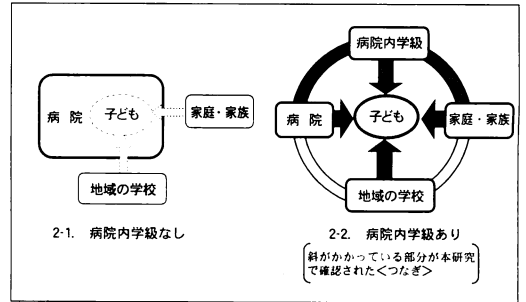 病院
子ども
家庭・家族
地域の学校
2-1. 病院内学級なし
病院内学級
病院
子ども
家庭・家族
地域の学校
2-2. 病院内学級あり
斜がかかっている部分が本研究
で確認された<つなぎ>